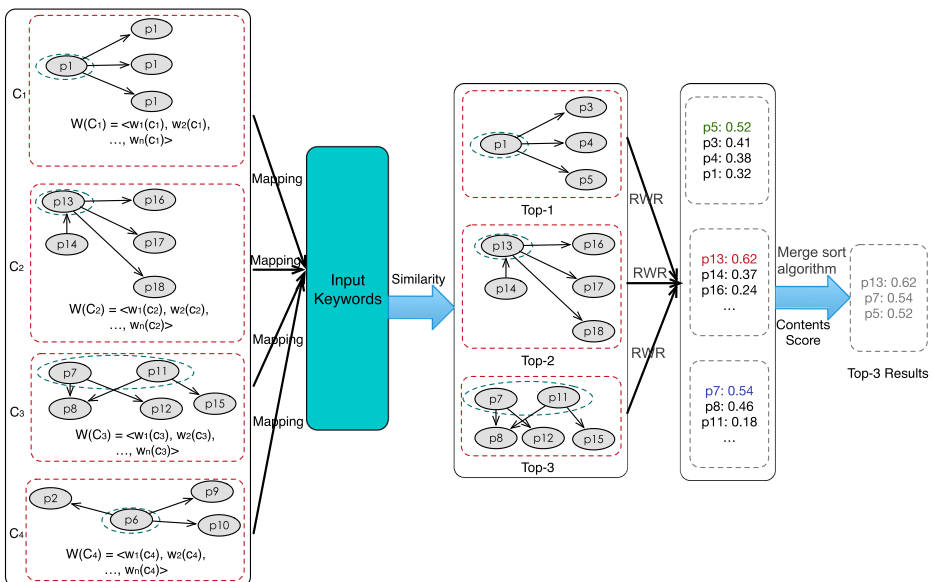 C1
p1
p1
p1
p1
W(C1) = <w1(c1), w2(c1),
…, wn(c1)>
C2
p13
p16
p14
p17
p18
W(C2) = <w1(c2), w2(c2),
…, wn(c2)>
C3
p7
p11
p8
p12
p15
W(C3) = <w1(c3), w2(c3),
…, wn(c3)>
C4
p2
p9
p6
p10
W(C4) = <w1(c4), w2(c4),
…, wn(c4)>
Mapping
Mapping
Mapping
Mapping
Input
Keywords
Similarity
p3
p1
p4
p5
Top-1
p13
p16
p14
p17
p18
Top-2
p7
p11
p8
p12
p15
Top-3
RWR
RWR
RWR
p5: 0.52
p3: 0.41
p4: 0.38
p1: 0.32
p13: 0.62
p14: 0.37
p16: 0.24
…
p7: 0.54
p8: 0.46
p11: 0.18
…
Merge sort
algorithm
Contents
Score
p13: 0.62
p7: 0.54
p5: 0.52
Top-3 Results